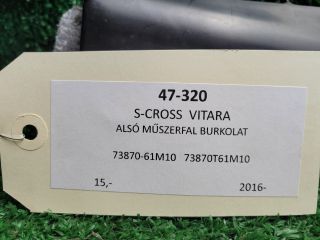 47-320
S-CROSS VITARA
ALSÓ MŰSZERFAL BURKOLAT
73870-61M10 73870T61M10
15,- 2016-